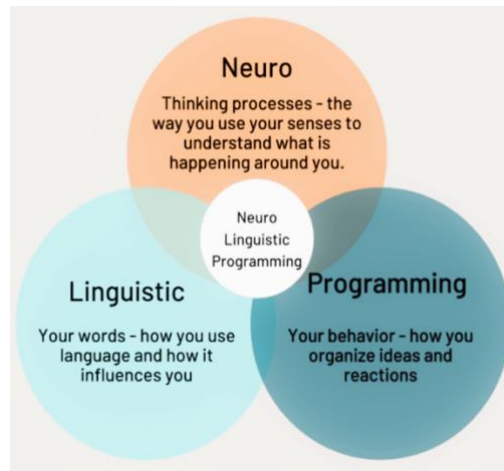 Neuro
Thinking processes - the
way you use your senses to
understand what is
happening around you.
Neuro
Linguistic
Programming
Linguistic
Your words - how you use
language and how it
influences you
Programming
Your behavior - how you
organize ideas and
reactions